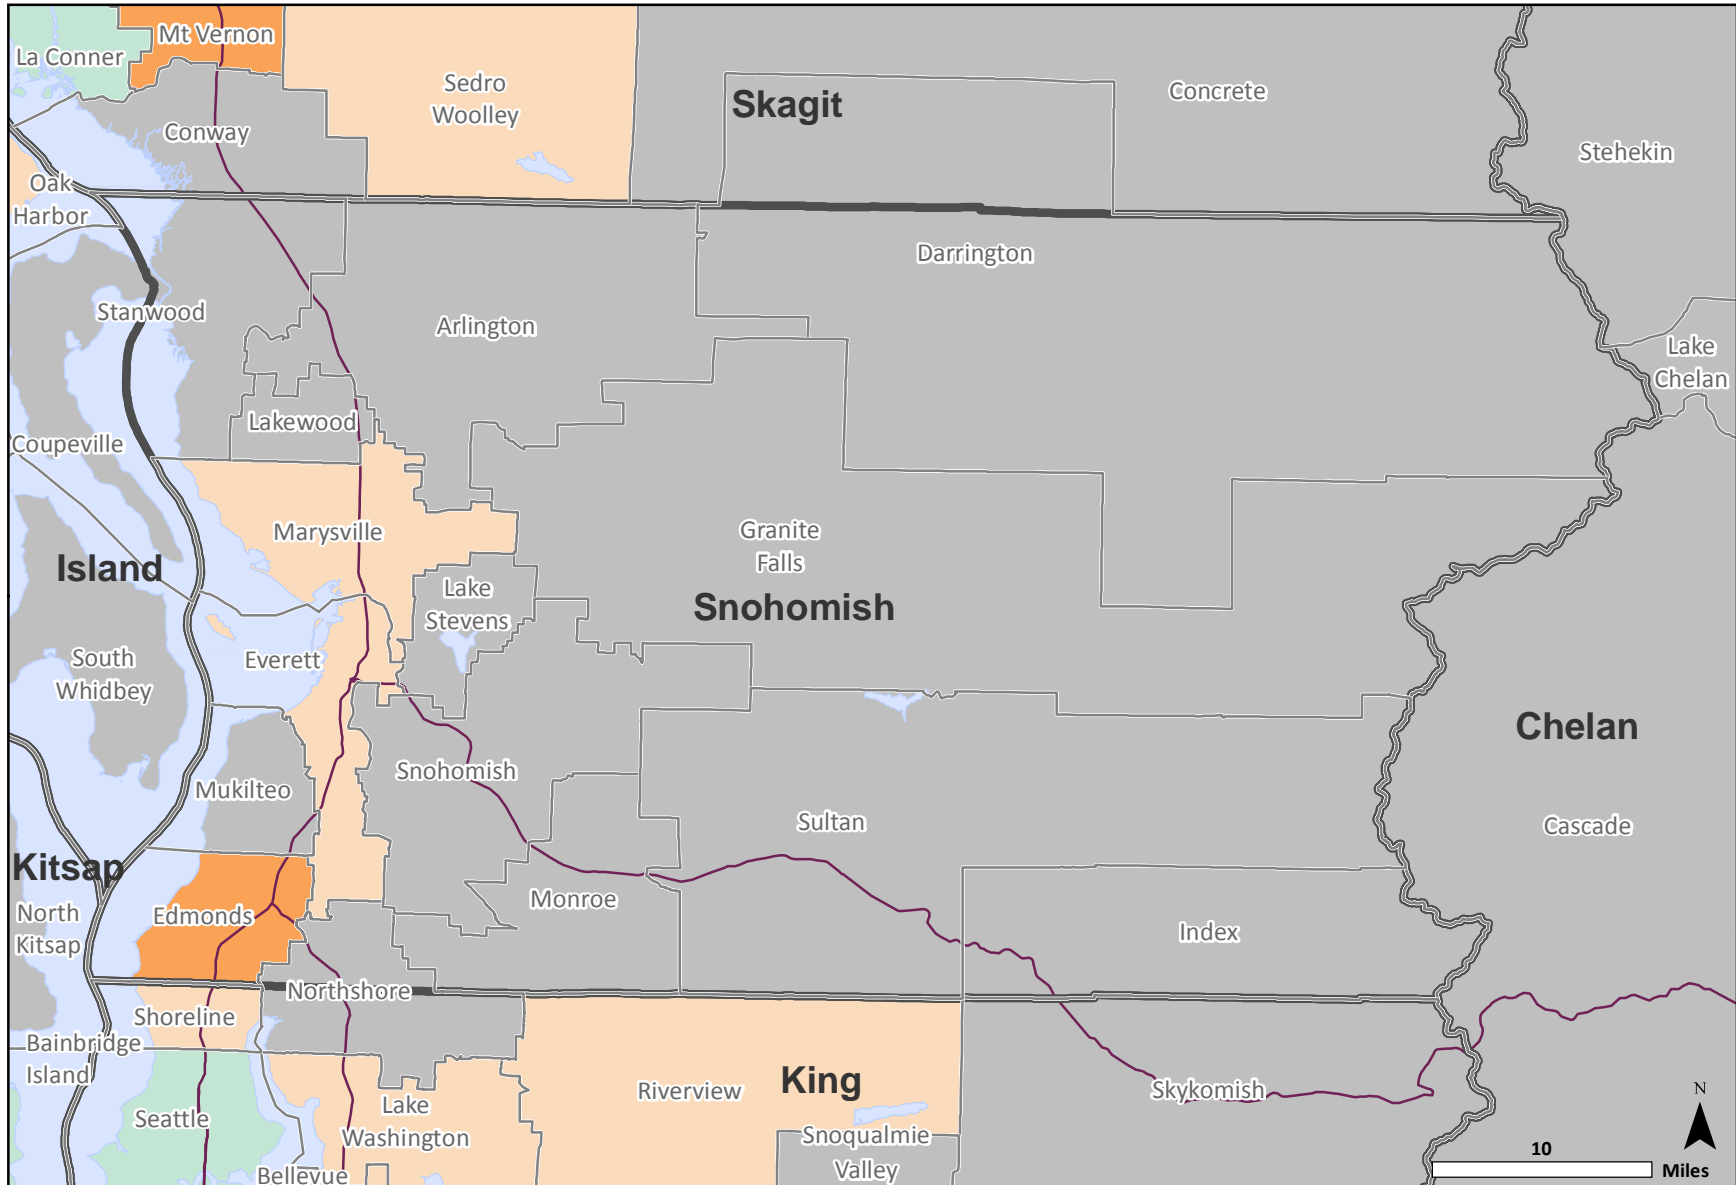 Mt Vernon
La Conner
Sedro
Woolley
Concrete
Skagit
Conway
Stehekin
Oak
Harbor
Darrington
Stanwood
Arlington
Lake
Chelan
Lakewood
Coupeville
Marysville
Granite
Falls
Island
Lake
Stevens
Snohomish
Everett
South
Whidbey
Chelan
Snohomish
Mukilteo
Sultan
Cascade
Kitsap
Monroe
North
Kitsap
Edmonds
Index
Northshore
Shoreline
Bainbridge
Island
King
Riverview
Skykomish
N
Lake
Washington
Seattle
Snoqualmie
Valley
10
Miles
Bellevue